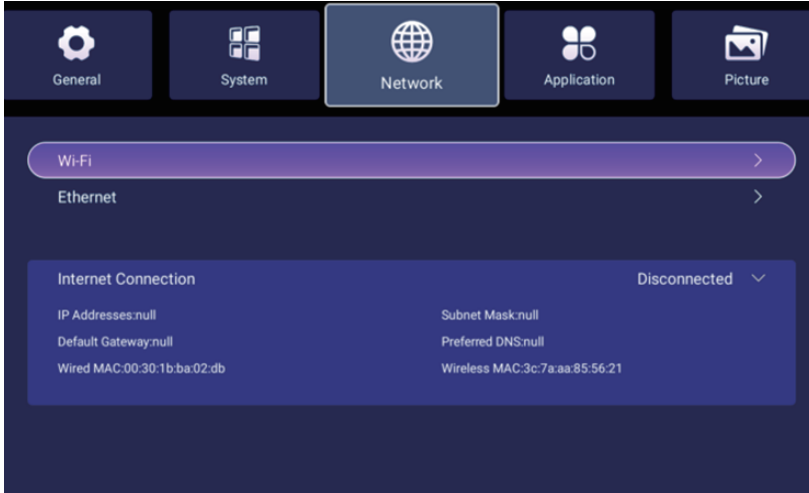 General System Network Application Picture
Wi-Fi
Ethernet
Internet Connection Disconnected
IP Addresses:null Subnet Mask:null
Default Gateway:null Preferred DNS:null
Wired MAC:00:30:1b:ba:02:db Wireless MAC:3c:7a:aa:85:56:21